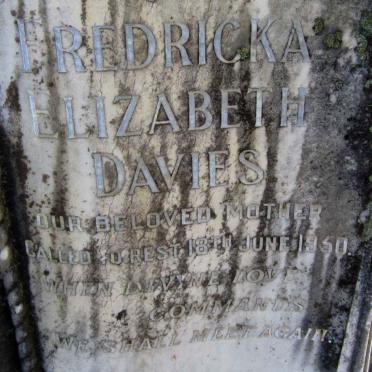 FREDRICKA
ELIZABETH
DAVIES
OUR BELOVED MOTHER
CALLED TO REST 18TH JUNE, 1950.
WHEN DIVINE LOVE
COMMANDS
WE SHALL MEET AGAIN.